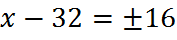 x − 32 = ±16